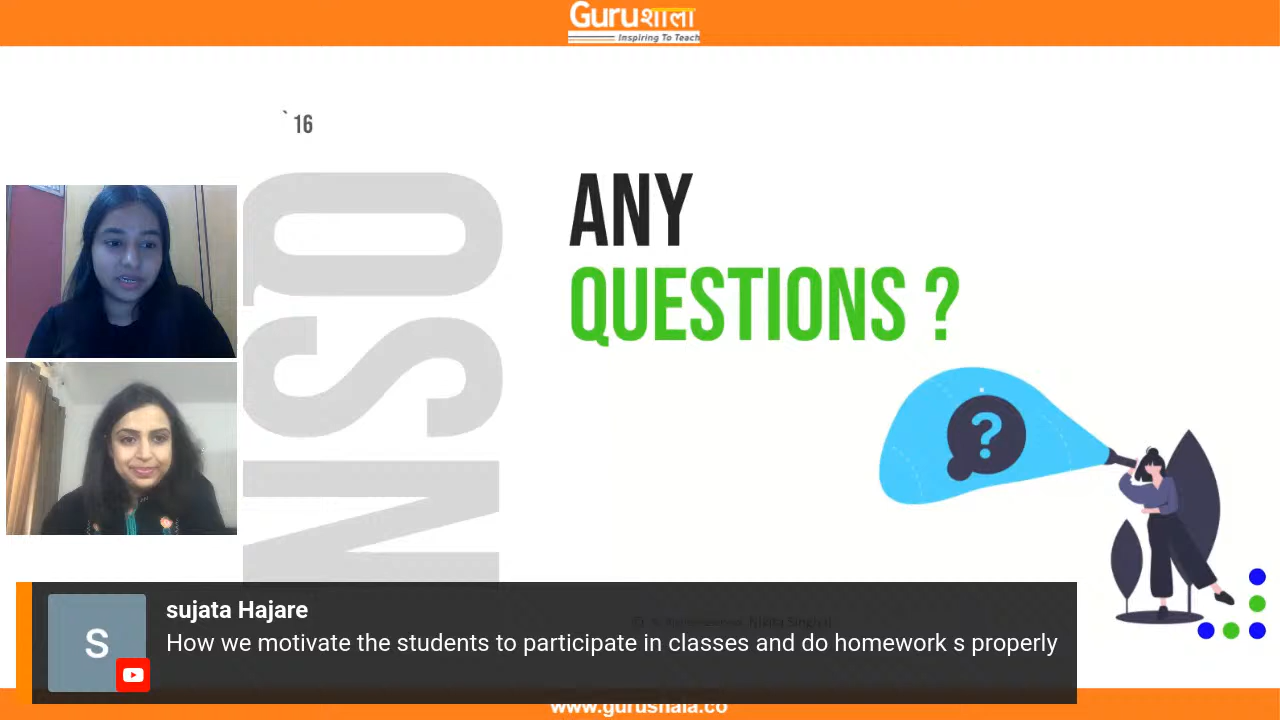 Guruशाला
Inspiring To Teach
` 16
NSO
ANY
QUESTIONS ?
?
S
sujata Hajare
How we motivate the students to participate in classes and do homework s properly
www.gurushala.co